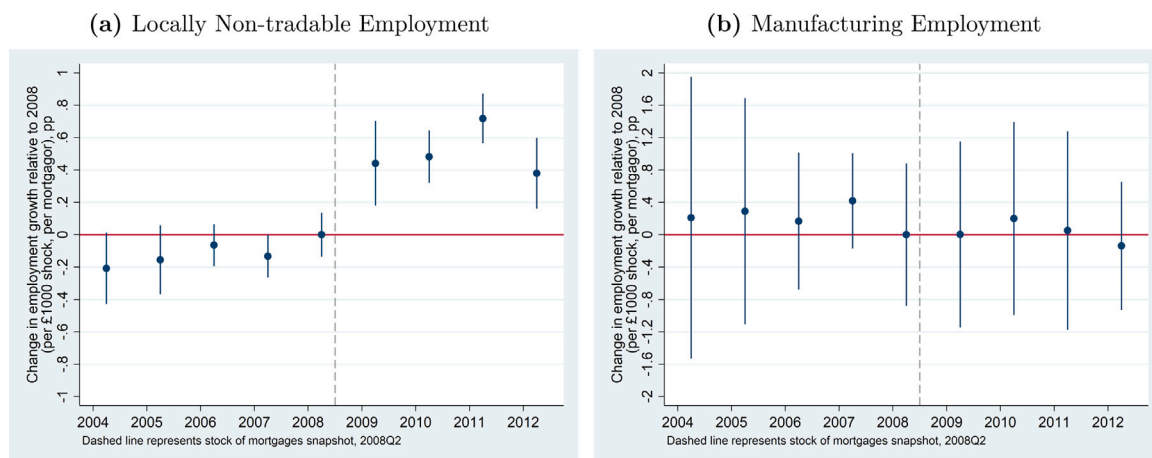 (a) Locally Non-tradable Employment
Change in employment growth relative to 2008
(per £1000 shock, per mortgagor), pp
1
.8
.6
.4
.2
0
-.2
-.4
-.6
-.8
-1
2004 2005 2006 2007 2008 2009 2010 2011 2012
Dashed line represents stock of mortgages snapshot, 2008Q2
(b) Manufacturing Employment
Change in employment growth relative to 2008
(per £1000 shock, per mortgagor), pp
2
1.6
1.2
.8
.4
0
-.4
-.8
-1.2
-1.6
-2
2004 2005 2006 2007 2008 2009 2010 2011 2012
Dashed line represents stock of mortgages snapshot, 2008Q2